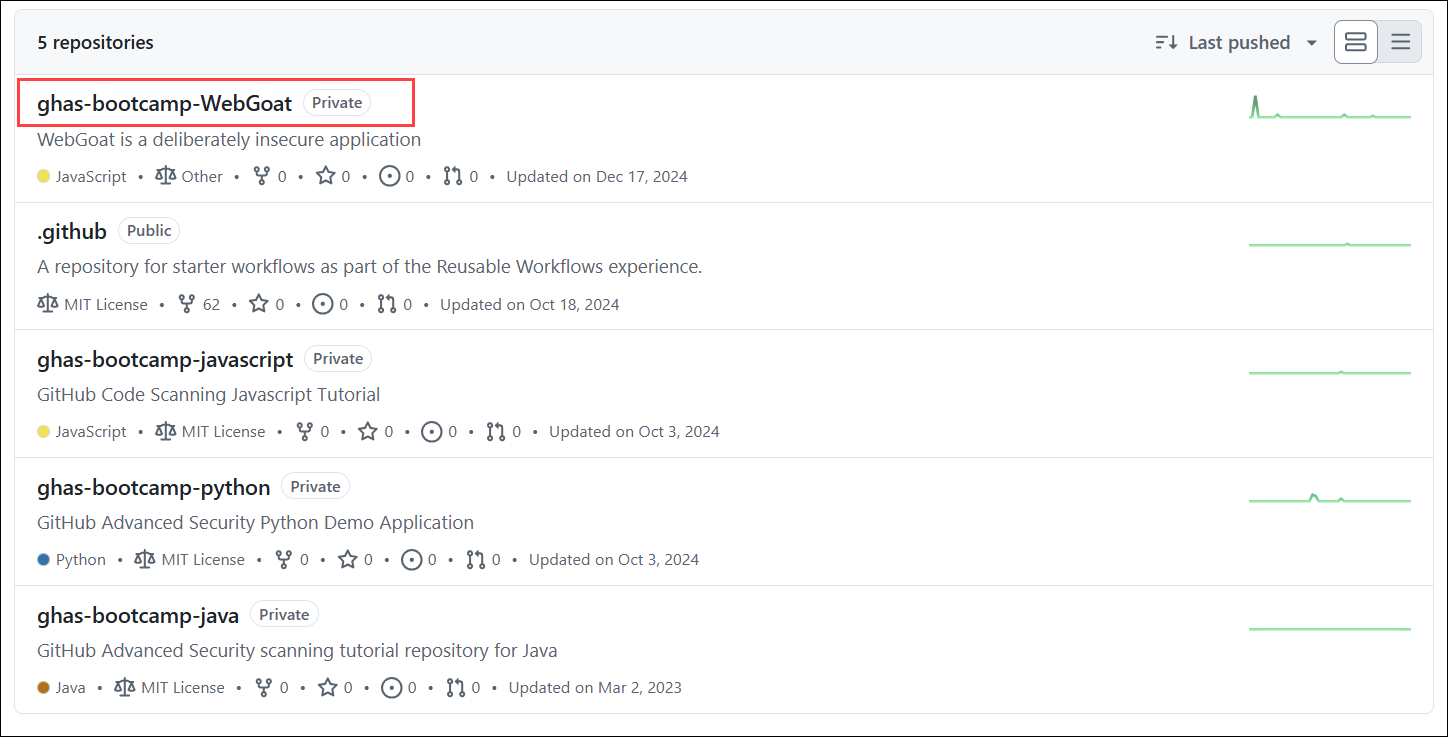 5 repositories Last pushed
ghas-bootcamp-WebGoat Private
WebGoat is a deliberately insecure application
JavaScript • Other • 0 • 0 • 0 • 0 • Updated on Dec 17, 2024
.github Public
A repository for starter workflows as part of the Reusable Workflows experience.
MIT License • 62 • 0 • 0 • 0 • Updated on Oct 18, 2024
ghas-bootcamp-javascript Private
GitHub Code Scanning Javascript Tutorial
JavaScript • MIT License • 0 • 0 • 0 • 0 • Updated on Oct 3, 2024
ghas-bootcamp-python Private
GitHub Advanced Security Python Demo Application
Python • MIT License • 0 • 0 • 0 • 0 • Updated on Oct 3, 2024
ghas-bootcamp-java Private
GitHub Advanced Security scanning tutorial repository for Java
Java • MIT License • 0 • 0 • 0 • 0 • Updated on Mar 2, 2023